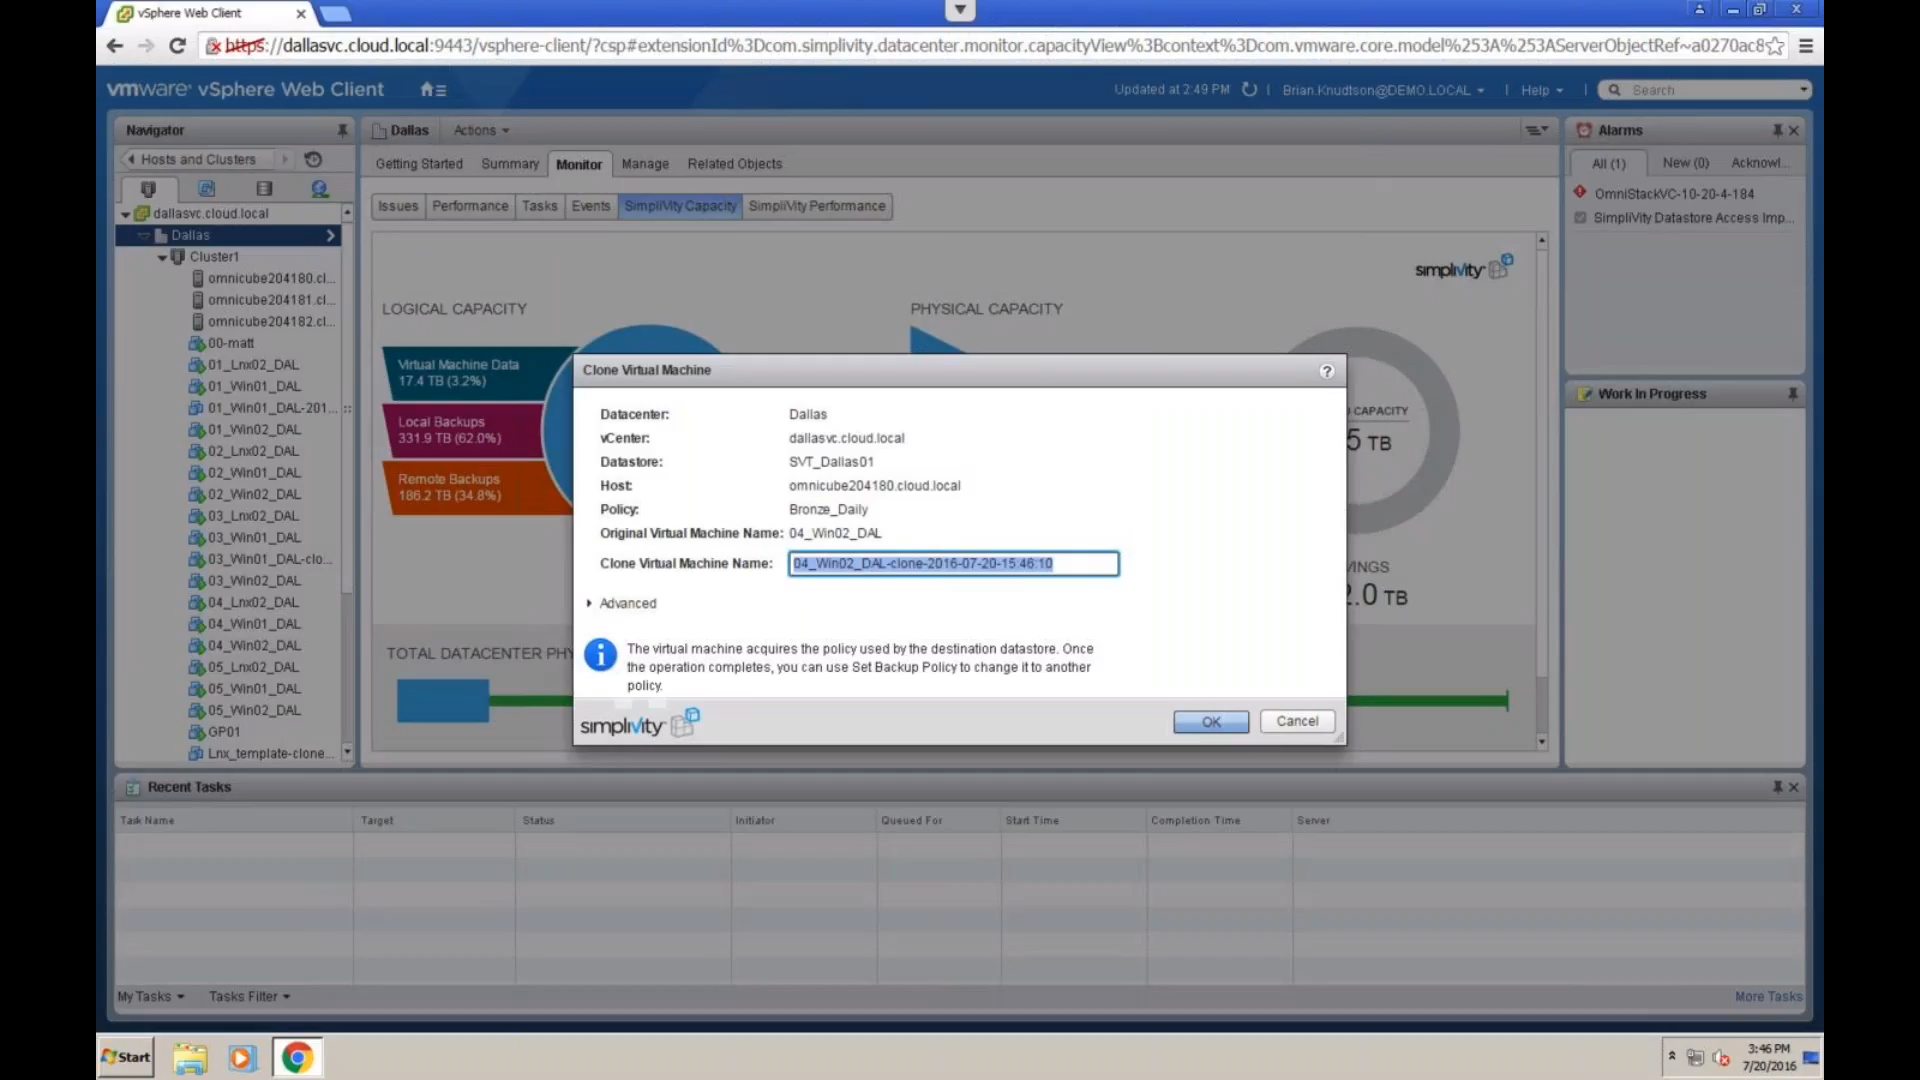 vSphere Web Client
https://dallasvc.cloud.local:9443/vsphere-client/?csp#extensionId%3Dcom.simplivity.datacenter.monitor.capacityView%3Bcontext%3Dcom.vmware.core.model%253A%253AServerObjectRef~a0270ac8
vmware® vSphere Web Client
Updated at 2:49 PM
Brian.Knudtson@DEMO.LOCAL
Help
Search
Navigator
Hosts and Clusters
dallasvc.cloud.local
Dallas
Cluster1
omnicube204180.cl...
omnicube204181.cl...
omnicube204182.cl...
00-matt
01_Lnx02_DAL
01_Win01_DAL
01_Win01_DAL-201...
01_Win02_DAL
02_Lnx02_DAL
02_Win01_DAL
02_Win02_DAL
03_Lnx02_DAL
03_Win01_DAL
03_Win01_DAL-clo...
03_Win02_DAL
04_Lnx02_DAL
04_Win01_DAL
04_Win02_DAL
05_Lnx02_DAL
05_Win01_DAL
05_Win02_DAL
GP01
Lnx_template-clone...
Dallas
Actions
Getting Started
Summary
Monitor
Manage
Related Objects
Issues
Performance
Tasks
Events
SimpliVity Capacity
SimpliVity Performance
simplivity
LOGICAL CAPACITY
PHYSICAL CAPACITY
Virtual Machine Data
17.4 TB (3.2%)
Local Backups
331.9 TB (62.0%)
Remote Backups
186.2 TB (34.8%)
CAPACITY
5 TB
VINGS
2.0 TB
TOTAL DATACENTER PHY
Clone Virtual Machine
?
Datacenter: Dallas
vCenter: dallasvc.cloud.local
Datastore: SVT_Dallas01
Host: omnicube204180.cloud.local
Policy: Bronze_Daily
Original Virtual Machine Name: 04_Win02_DAL
Clone Virtual Machine Name: 04_Win02_DAL-clone-2016-07-20-15:46:10
Advanced
The virtual machine acquires the policy used by the destination datastore. Once
the operation completes, you can use Set Backup Policy to change it to another
policy.
simplivity
OK
Cancel
Alarms
All (1)
New (0)
Acknowl...
OmniStackVC-10-20-4-184
SimpliVity Datastore Access Imp...
Work In Progress
Recent Tasks
Task Name
Target
Status
Initiator
Queued For
Start Time
Completion Time
Server
My Tasks
Tasks Filter
More Tasks
Start
3:46 PM
7/20/2016